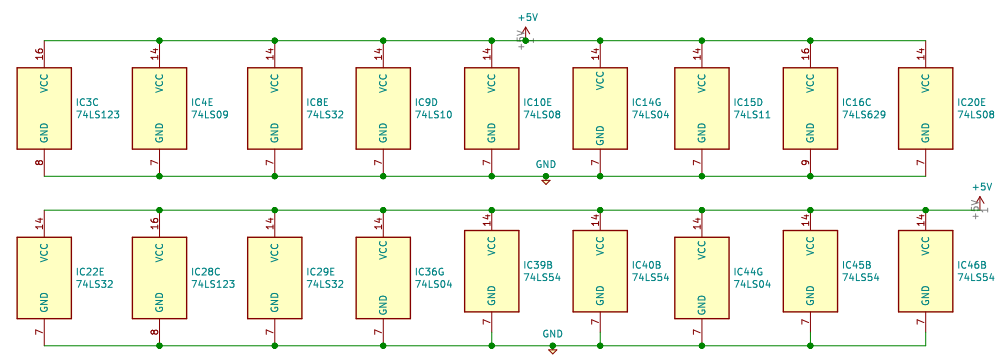 +5V
+5V
1
16 14 14 14 14 14 14 16 14
VCC VCC VCC VCC VCC VCC VCC VCC VCC
IC3C IC4E IC8E IC9D IC10E IC14G IC15D IC16C IC20E
74LS123 74LS09 74LS32 74LS10 74LS08 74LS04 74LS11 74LS629 74LS08
GND GND GND GND GND GND GND GND GND
8 7 7 7 7 7 7 9 7
GND
+5V
+5V
1
14 16 14 14 14 14 14 14 14
VCC VCC VCC VCC VCC VCC VCC VCC VCC
IC22E IC28C IC29E IC36G IC39B IC40B IC44G IC45B IC46B
74LS32 74LS123 74LS32 74LS04 74LS54 74LS54 74LS04 74LS54 74LS54
GND GND GND GND GND GND GND GND GND
7 8 7 7 7 7 7 7 7
GND